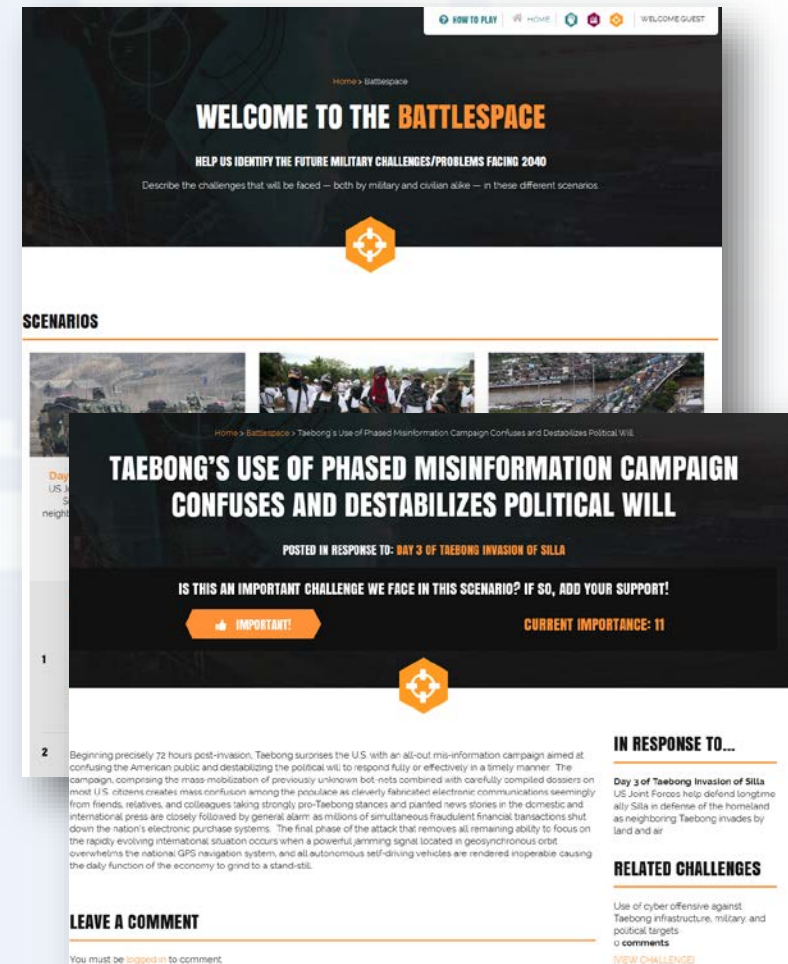 HOW TO PLAY
HOME
WELCOME GUEST
Home > Battlespace
WELCOME TO THE BATTLESPACE
HELP US IDENTIFY THE FUTURE MILITARY CHALLENGES/PROBLEMS FACING 2040
Describe the challenges that will be faced — both by military and civilian alike — in these different scenarios.
SCENARIOS
Day
US J
S
neighb
1
2
Home > Battlespace > Taebong's Use of Phased Misinformation Campaign Confuses and Destabilizes Political Will
TAEBONG'S USE OF PHASED MISINFORMATION CAMPAIGN
CONFUSES AND DESTABILIZES POLITICAL WILL
POSTED IN RESPONSE TO: DAY 3 OF TAEBONG INVASION OF SILLA
IS THIS AN IMPORTANT CHALLENGE WE FACE IN THIS SCENARIO? IF SO, ADD YOUR SUPPORT!
IMPORTANT!
CURRENT IMPORTANCE: 11
Beginning precisely 72 hours post-invasion, Taebong surprises the U.S. with an all-out mis-information campaign aimed at
confusing the American public and destabilizing the political will to respond fully or effectively in a timely manner. The
campaign, comprising the mass-mobilization of previously unknown bot-nets combined with carefully compiled dossiers on
most U.S. citizens creates mass confusion among the populace as cleverly fabricated electronic communications seemingly
from friends, relatives, and colleagues taking strongly pro-Taebong stances and planted news stories in the domestic and
international press are closely followed by general alarm as millions of simultaneous fraudulent financial transactions shut
down the nation's electronic purchase systems. The final phase of the attack that removes all remaining ability to focus on
the rapidly evolving international situation occurs when a powerful jamming signal located in geosynchronous orbit
overwhelms the national GPS navigation system, and all autonomous self-driving vehicles are rendered inoperable causing
the daily function of the economy to grind to a stand-still.
LEAVE A COMMENT
You must be logged in to comment.
IN RESPONSE TO...
Day 3 of Taebong Invasion of Silla
US Joint Forces help defend longtime
ally Silla in defense of the homeland
as neighboring Taebong invades by
land and air
RELATED CHALLENGES
Use of cyber offensive against
Taebong infrastructure, military, and
political targets
0 comments
[VIEW CHALLENGE]